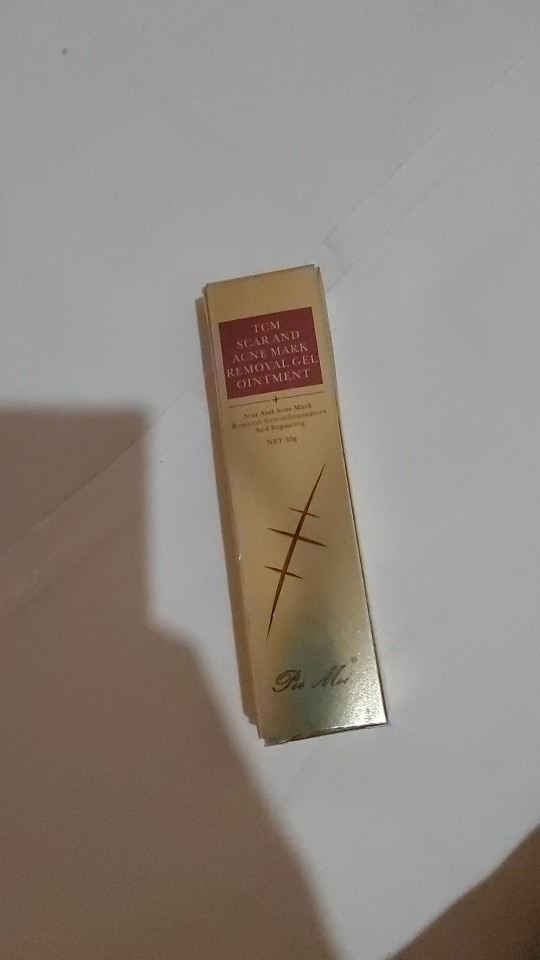 TCM
SCAR AND
ACNE MARK
REMOVAL GEL
OINTMENT
Scar And Acne Mark
Removal Anti-inflammatory
And Repairing
NET:30g
Pei Mei®